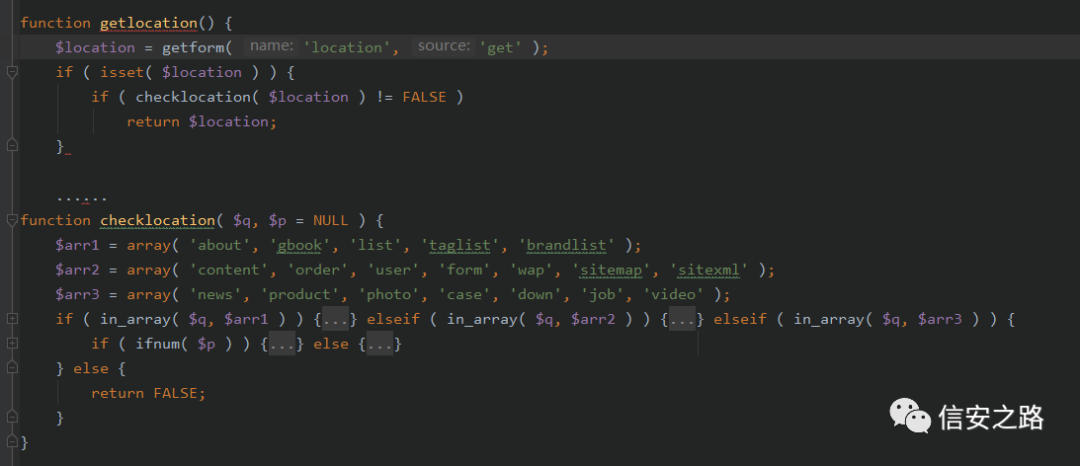 function getlocation() {
$location = getform( name: 'location', source: 'get' );
if ( isset( $location ) ) {
if ( checklocation( $location ) != FALSE )
return $location;
}
......
function checklocation( $q, $p = NULL ) {
$arr1 = array( 'about', 'gbook', 'list', 'taglist', 'brandlist' );
$arr2 = array( 'content', 'order', 'user', 'form', 'wap', 'sitemap', 'sitexml' );
$arr3 = array( 'news', 'product', 'photo', 'case', 'down', 'job', 'video' );
if ( in_array( $q, $arr1 ) ) {...} elseif ( in_array( $q, $arr2 ) ) {...} elseif ( in_array( $q, $arr3 ) ) {
if ( ifnum( $p ) ) {...} else {...}
} else {
return FALSE;
}
}
信安之路